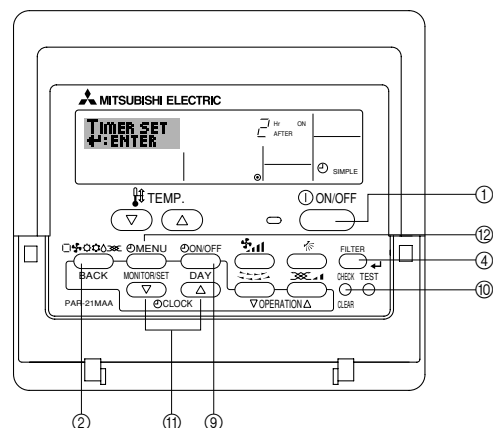 MITSUBISHI ELECTRIC
TIMER SET
↵:ENTER
2 Hr ON
AFTER
SIMPLE
TEMP.
ON/OFF
MENU
ON/OFF
FILTER
BACK
MONITOR/SET
DAY
CHECK TEST
PAR-21MAA
CLOCK
▽OPERATION△
CLEAR
①
⑫
④
⑩
②
⑪
⑨